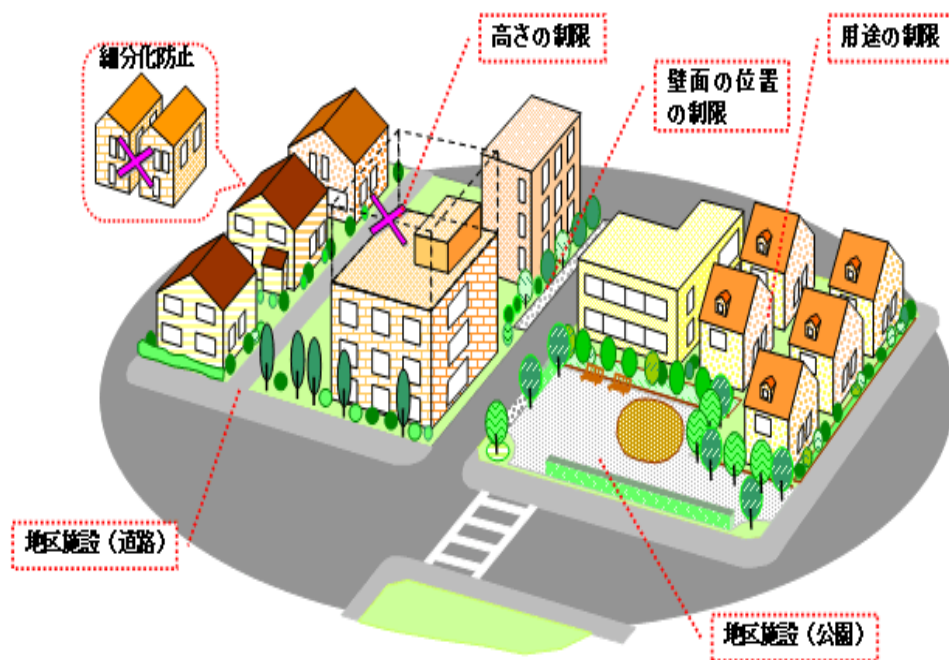 細分化防止
高さの制限
用途の制限
壁面の位置
の制限
地区施設（道路）
地区施設（公園）